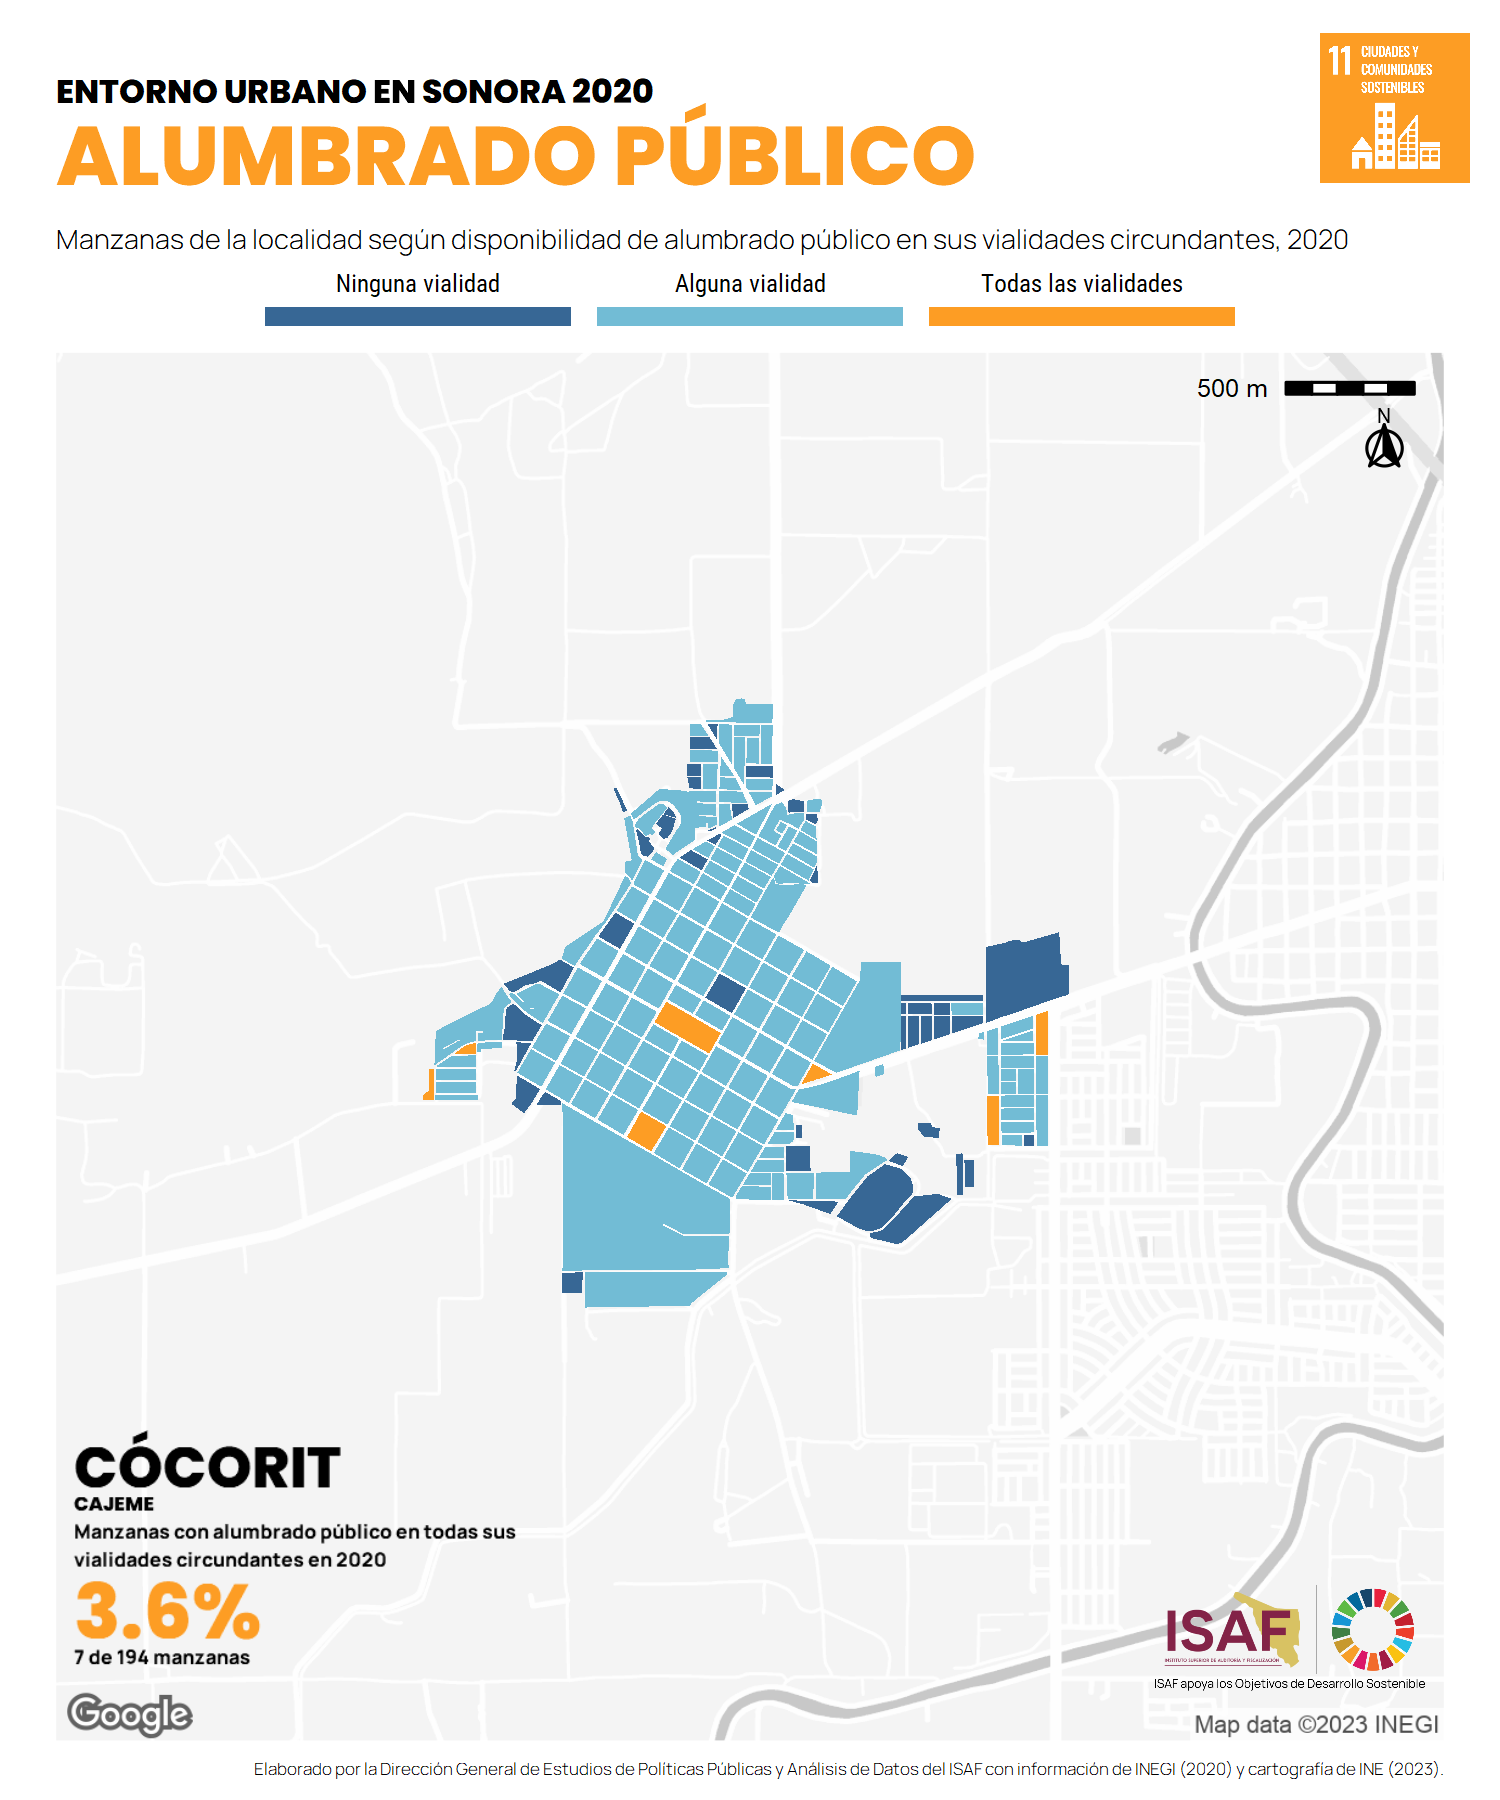 11 CIUDADES Y
COMUNIDADES
SOSTENIBLES
ENTORNO URBANO EN SONORA 2020
ALUMBRADO PÚBLICO
Manzanas de la localidad según disponibilidad de alumbrado público en sus vialidades circundantes, 2020
Ninguna vialidad
Alguna vialidad
Todas las vialidades
500 m
N
CÓCORIT
CAJEME
Manzanas con alumbrado público en todas sus
vialidades circundantes en 2020
3.6%
7 de 194 manzanas
Google
ISAF
INSTITUTO SUPERIOR DE AUDITORÍA Y FISCALIZACIÓN
ISAF apoya los Objetivos de Desarrollo Sostenible
Map data ©2023 INEGI
Elaborado por la Dirección General de Estudios de Políticas Públicas y Análisis de Datos del ISAF con información de INEGI (2020) y cartografía de INE (2023).